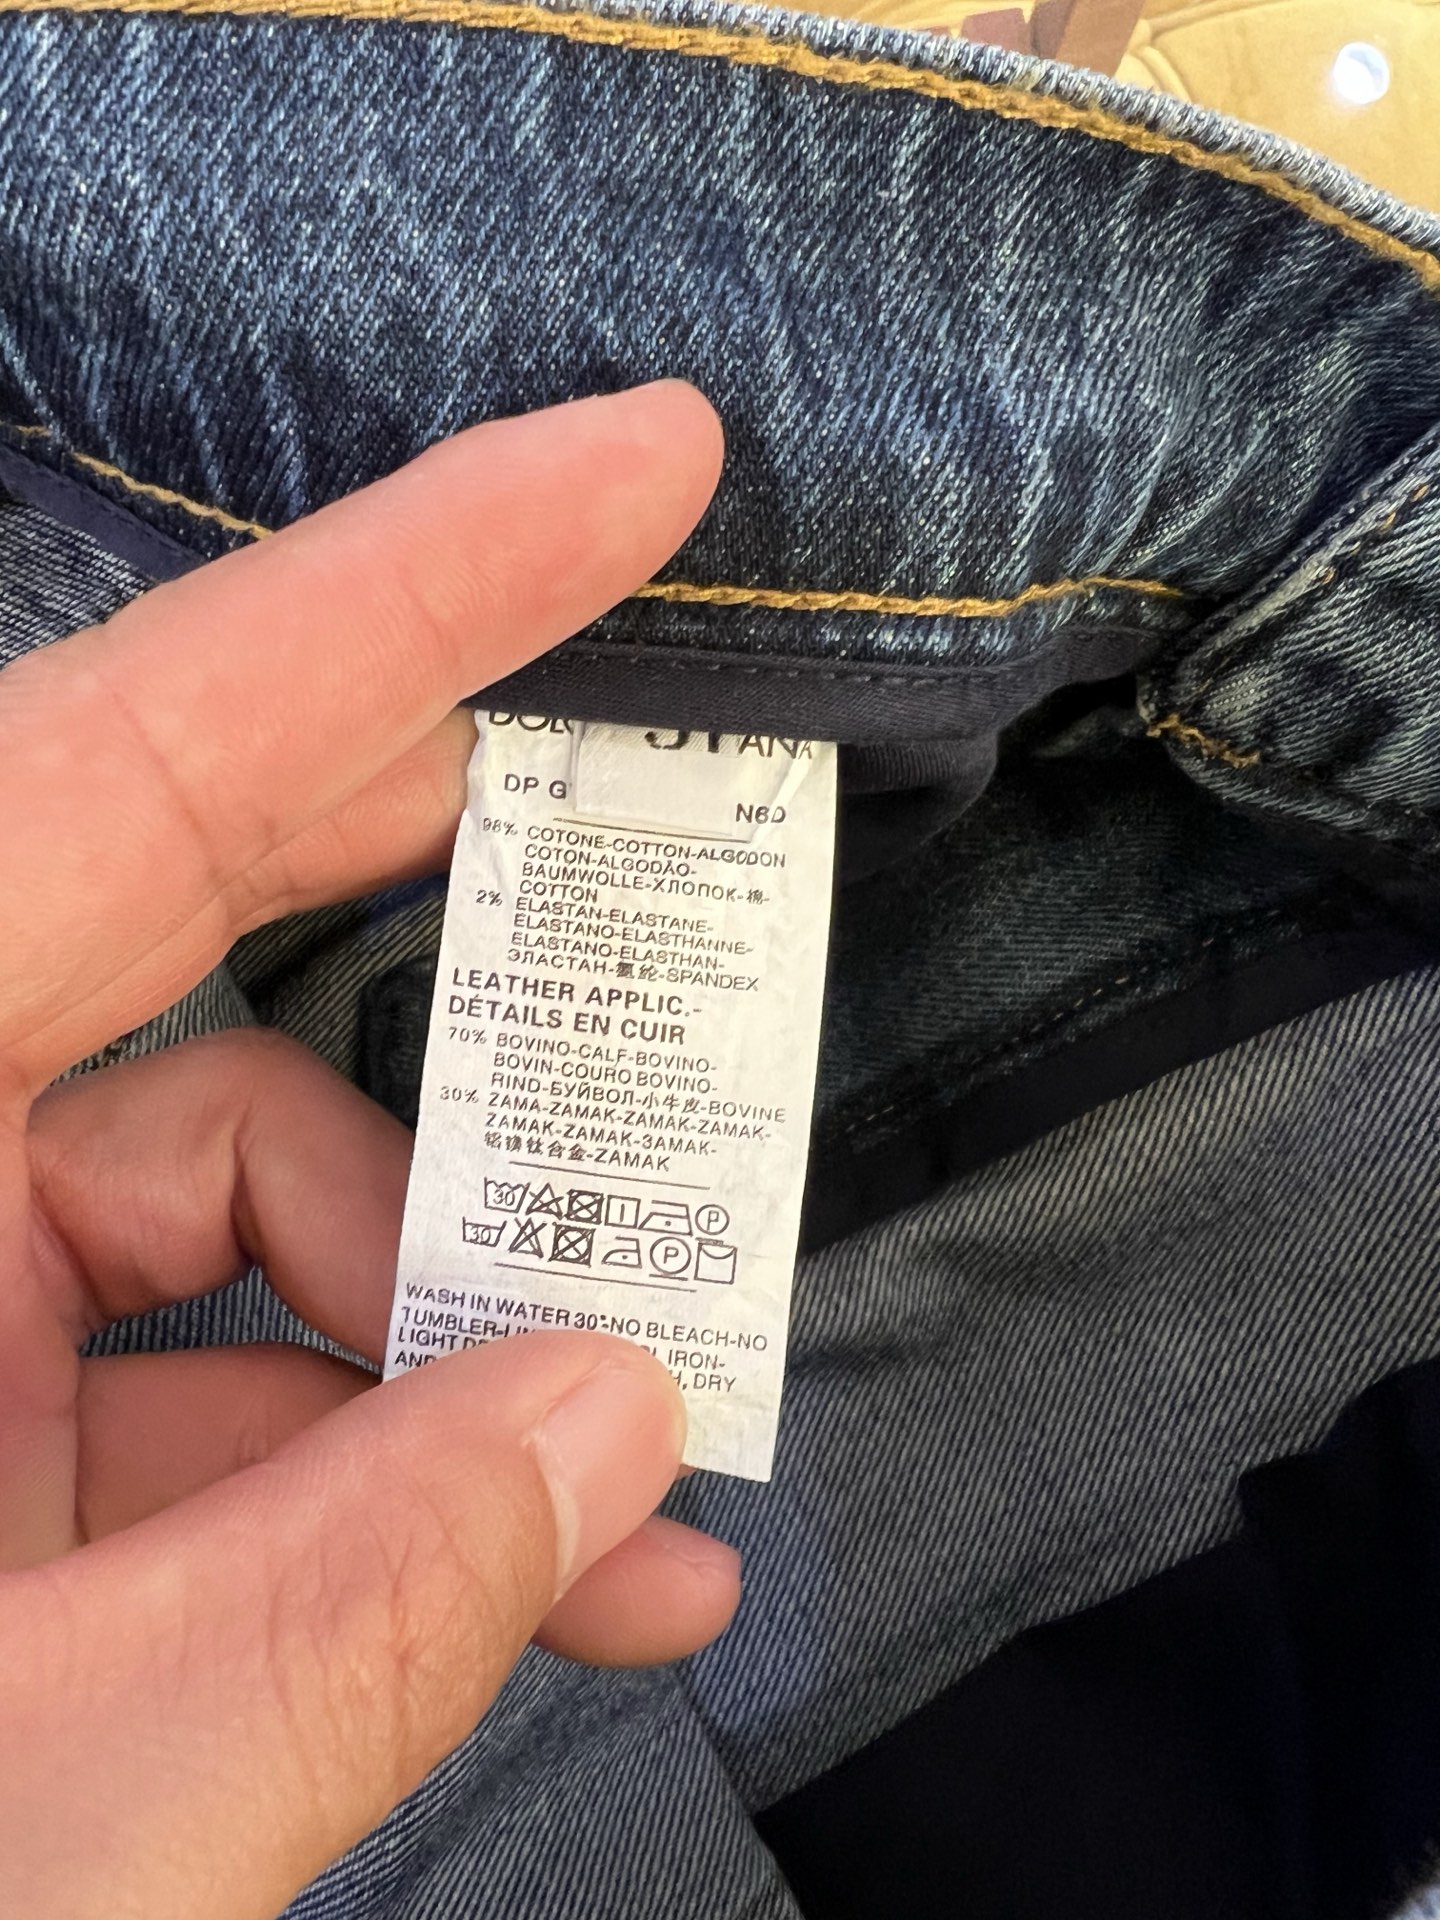 DP G
N6D
98% COTONE-COTTON-ALGODON
COTON-ALGODÃO-
BAUMWOLLE-ХЛОПОК-棉-
COTTON
2% ELASTAN-ELASTANE-
ELASTANO-ELASTHANNE-
ELASTANO-ELASTHAN-
ЭЛАСТАН-氨纶-SPANDEX
LEATHER APPLIC.-
DÉTAILS EN CUIR
70% BOVINO-CALF-BOVINO-
BOVIN-COURO BOVINO-
RIND-БУЙВОЛ-小牛皮-BOVINE
30% ZAMA-ZAMAK-ZAMAK-ZAMAK-
ZAMAK-ZAMAK-ЗАМАК-
铝镁钛合金-ZAMAK
30 P
30 P
WASH IN WATER 30°-NO BLEACH-NO
TUMBLER-
LIGHT IRON-
AND DRY